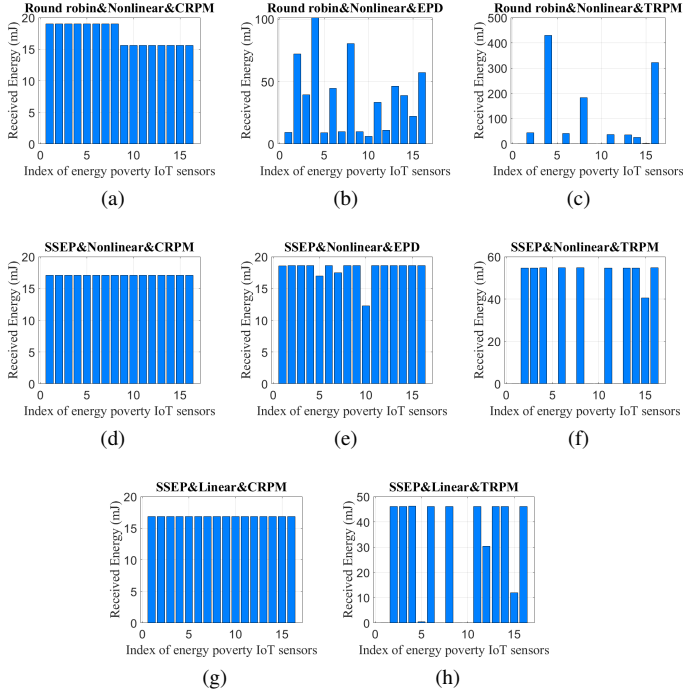 Round robin&Nonlinear&CRPM
Round robin&Nonlinear&EPD
Round robin&Nonlinear&TRPM
Received Energy (mJ)
20
15
10
5
0
0 5 10 15
Index of energy poverty IoT sensors
(a)
Received Energy (mJ)
100
50
0
0 5 10 15
Index of energy poverty IoT sensors
(b)
Received Energy (mJ)
500
400
300
200
100
0
0 5 10 15
Index of energy poverty IoT sensors
(c)
SSEP&Nonlinear&CRPM
SSEP&Nonlinear&EPD
SSEP&Nonlinear&TRPM
Received Energy (mJ)
20
15
10
5
0
0 5 10 15
Index of energy poverty IoT sensors
(d)
Received Energy (mJ)
20
15
10
5
0
0 5 10 15
Index of energy poverty IoT sensors
(e)
Received Energy (mJ)
60
40
20
0
0 5 10 15
Index of energy poverty IoT sensors
(f)
SSEP&Linear&CRPM
SSEP&Linear&TRPM
Received Energy (mJ)
20
15
10
5
0
0 5 10 15
Index of energy poverty IoT sensors
(g)
Received Energy (mJ)
50
40
30
20
10
0
0 5 10 15
Index of energy poverty IoT sensors
(h)